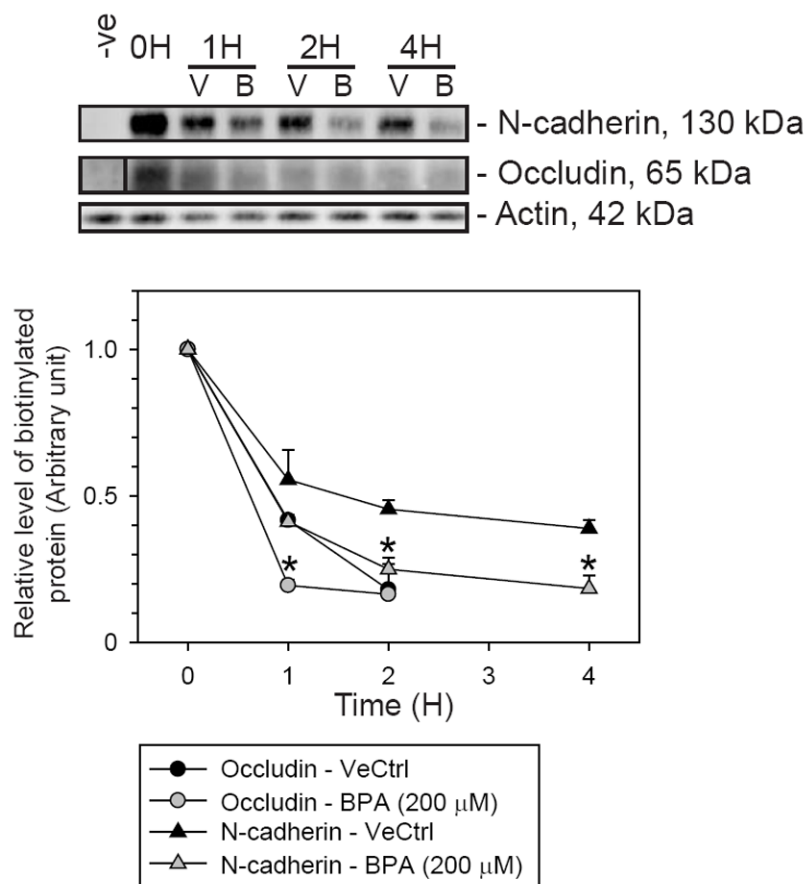 -ve 0H 1H 2H 4H
V B V B V B
- N-cadherin, 130 kDa
- Occludin, 65 kDa
- Actin, 42 kDa
Relative level of biotinylated
protein (Arbitrary unit)
1.0
0.5
0
*
*
*
0 1 2 3 4
Time (H)
Occludin - VeCtrl
Occludin - BPA (200 μM)
N-cadherin - VeCtrl
N-cadherin - BPA (200 μM)